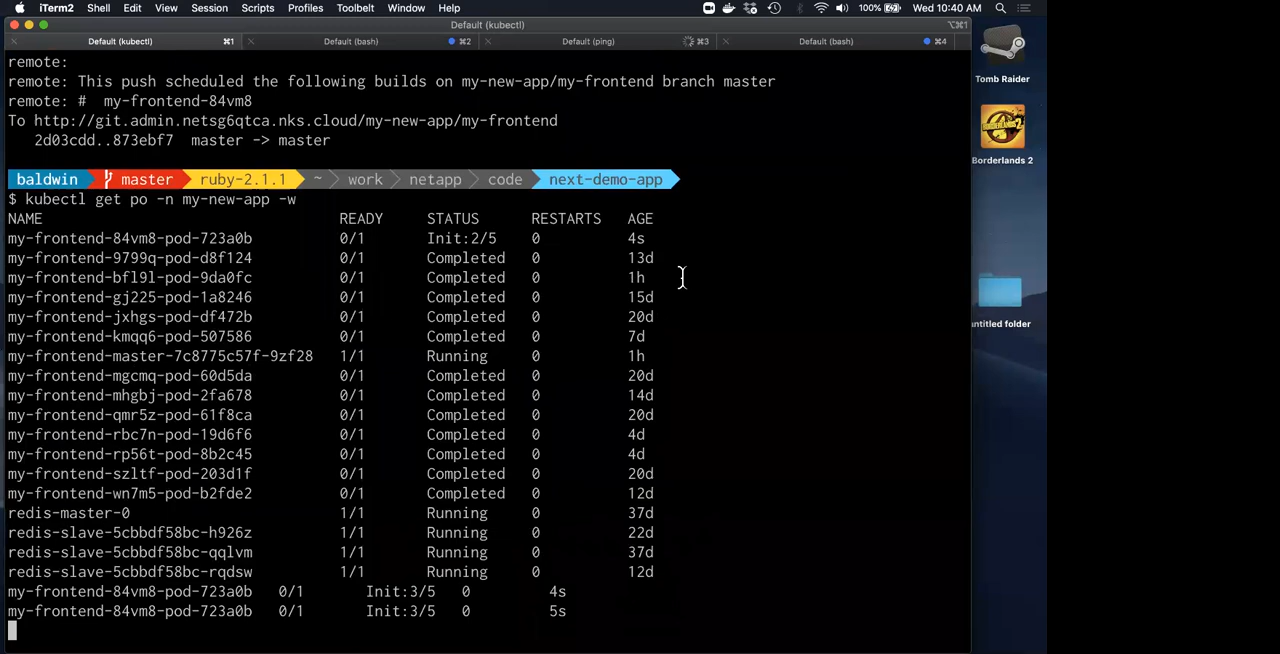 iTerm2 Shell Edit View Session Scripts Profiles Toolbelt Window Help 100% Wed 10:40 AM
Default (kubectl) ⌥⌘1
Default (kubectl) ⌘1 Default (bash) ⌘2 Default (ping) ⌘3 Default (bash) ⌘4
remote:
remote: This push scheduled the following builds on my-new-app/my-frontend branch master
remote: #  my-frontend-84vm8
To http://git.admin.netsg6qtca.nks.cloud/my-new-app/my-frontend
2d03cdd..873ebf7  master -> master
baldwin master ruby-2.1.1 ~ work netapp code next-demo-app
$ kubectl get po -n my-new-app -w
NAME READY STATUS RESTARTS AGE
my-frontend-84vm8-pod-723a0b 0/1 Init:2/5 0 4s
my-frontend-9799q-pod-d8f124 0/1 Completed 0 13d
my-frontend-bfl9l-pod-9da0fc 0/1 Completed 0 1h
my-frontend-gj225-pod-1a8246 0/1 Completed 0 15d
my-frontend-jxhgs-pod-df472b 0/1 Completed 0 20d
my-frontend-kmqq6-pod-507586 0/1 Completed 0 7d
my-frontend-master-7c8775c57f-9zf28 1/1 Running 0 1h
my-frontend-mgcmq-pod-60d5da 0/1 Completed 0 20d
my-frontend-mhgbj-pod-2fa678 0/1 Completed 0 14d
my-frontend-qmr5z-pod-61f8ca 0/1 Completed 0 20d
my-frontend-rbc7n-pod-19d6f6 0/1 Completed 0 4d
my-frontend-rp56t-pod-8b2c45 0/1 Completed 0 4d
my-frontend-szltf-pod-203d1f 0/1 Completed 0 20d
my-frontend-wn7m5-pod-b2fde2 0/1 Completed 0 12d
redis-master-0 1/1 Running 0 37d
redis-slave-5cbbdf58bc-h926z 1/1 Running 0 22d
redis-slave-5cbbdf58bc-qqlvm 1/1 Running 0 37d
redis-slave-5cbbdf58bc-rqdsw 1/1 Running 0 12d
my-frontend-84vm8-pod-723a0b 0/1 Init:3/5 0 4s
my-frontend-84vm8-pod-723a0b 0/1 Init:3/5 0 5s
Tomb Raider
BORDERLANDS 2
Borderlands 2
untitled folder